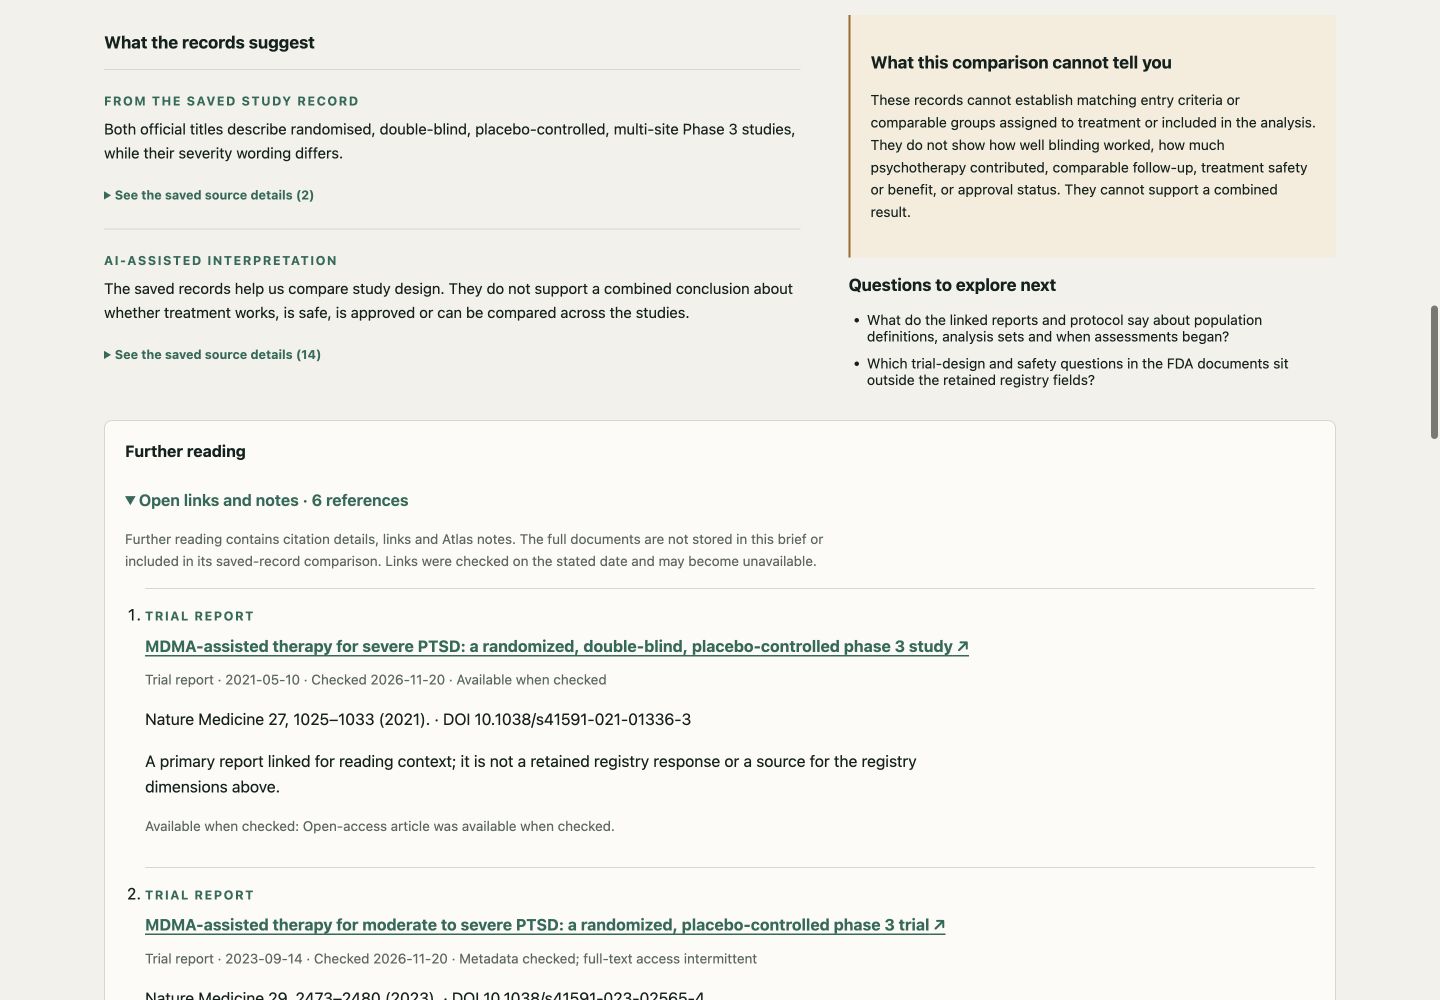 What the records suggest
FROM THE SAVED STUDY RECORD
Both official titles describe randomised, double-blind, placebo-controlled, multi-site Phase 3 studies,
while their severity wording differs.
▶ See the saved source details (2)
AI-ASSISTED INTERPRETATION
The saved records help us compare study design. They do not support a combined conclusion about
whether treatment works, is safe, is approved or can be compared across the studies.
▶ See the saved source details (14)
What this comparison cannot tell you
These records cannot establish matching entry criteria or
comparable groups assigned to treatment or included in the analysis.
They do not show how well blinding worked, how much
psychotherapy contributed, comparable follow-up, treatment safety
or benefit, or approval status. They cannot support a combined
result.
Questions to explore next
• What do the linked reports and protocol say about population
definitions, analysis sets and when assessments began?
• Which trial-design and safety questions in the FDA documents sit
outside the retained registry fields?
Further reading
▼ Open links and notes · 6 references
Further reading contains citation details, links and Atlas notes. The full documents are not stored in this brief or
included in its saved-record comparison. Links were checked on the stated date and may become unavailable.
1. TRIAL REPORT
MDMA-assisted therapy for severe PTSD: a randomized, double-blind, placebo-controlled phase 3 study ↗
Trial report · 2021-05-10 · Checked 2026-11-20 · Available when checked
Nature Medicine 27, 1025–1033 (2021). · DOI 10.1038/s41591-021-01336-3
A primary report linked for reading context; it is not a retained registry response or a source for the registry
dimensions above.
Available when checked: Open-access article was available when checked.
2. TRIAL REPORT
MDMA-assisted therapy for moderate to severe PTSD: a randomized, placebo-controlled phase 3 trial ↗
Trial report · 2023-09-14 · Checked 2026-11-20 · Metadata checked; full-text access intermittent
Nature Medicine 29, 2473–2480 (2023). · DOI 10.1038/s41591-023-02565-4